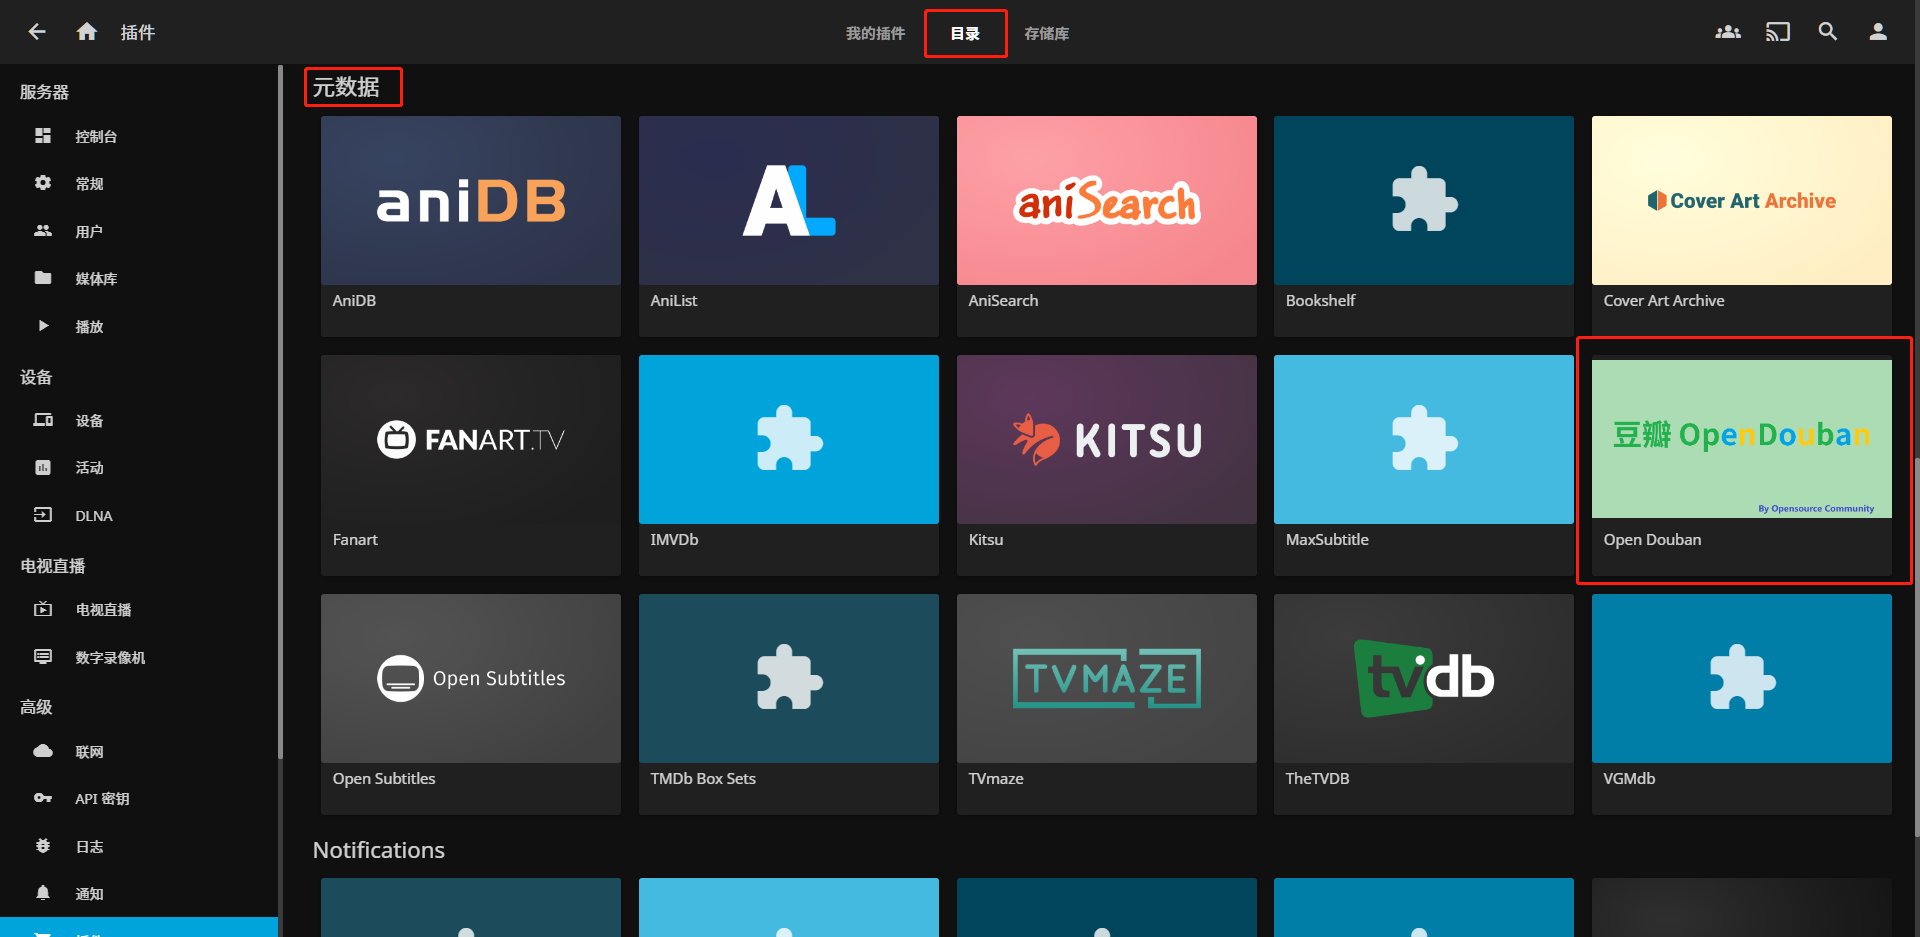 插件
我的插件
目录
存储库
服务器
控制台
常规
用户
媒体库
播放
设备
设备
活动
DLNA
电视直播
电视直播
数字录像机
高级
联网
API 密钥
日志
通知
元数据
aniDB
AniDB
AL
AniList
aniSearch
AniSearch
Bookshelf
Cover Art Archive
Cover Art Archive
FANART.TV
Fanart
IMVDb
KITSU
Kitsu
MaxSubtitle
豆瓣 OpenDouban
By Opensource Community
Open Douban
Open Subtitles
Open Subtitles
TMDb Box Sets
TVMAZE
TVmaze
tvdb
TheTVDB
VGMdb
Notifications